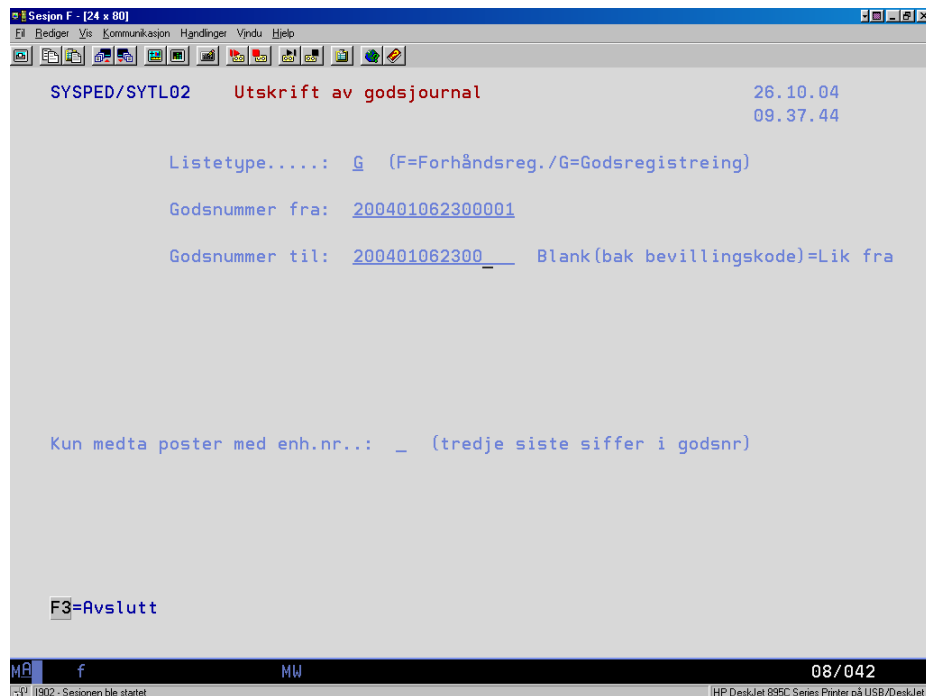 Sesjon F - [24 x 80]
Fil Rediger Vis Kommunikasjon Handlinger Vindu Hjelp
SYSPED/SYTL02 Utskrift av godsjournal 26.10.04
09.37.44
Listetype.....: G (F=Forhåndsreg./G=Godsregistreing)
Godsnummer fra: 200401062300001
Godsnummer til: 200401062300___ Blank(bak bevillingskode)=Lik fra
Kun medta poster med enh.nr..: _ (tredje siste siffer i godsnr)
F3=Avslutt
MA f MW 08/042
I902 - Sesjonen ble startet HP DeskJet 895C Series Printer på USB/DeskJet